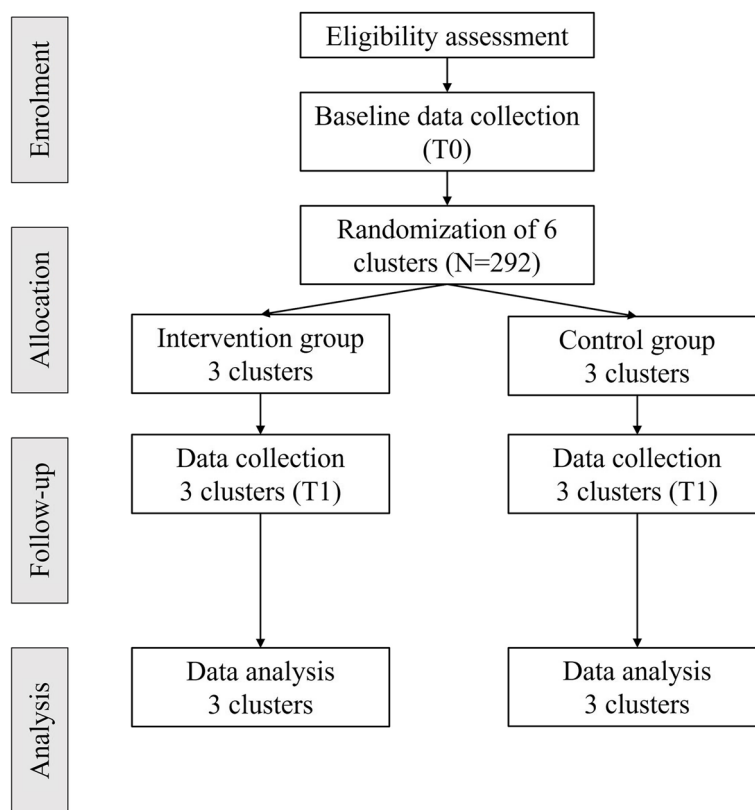 Enrolment
Eligibility assessment
Baseline data collection
(T0)
Allocation
Randomization of 6
clusters (N=292)
Intervention group
3 clusters
Control group
3 clusters
Follow-up
Data collection
3 clusters (T1)
Data collection
3 clusters (T1)
Analysis
Data analysis
3 clusters
Data analysis
3 clusters